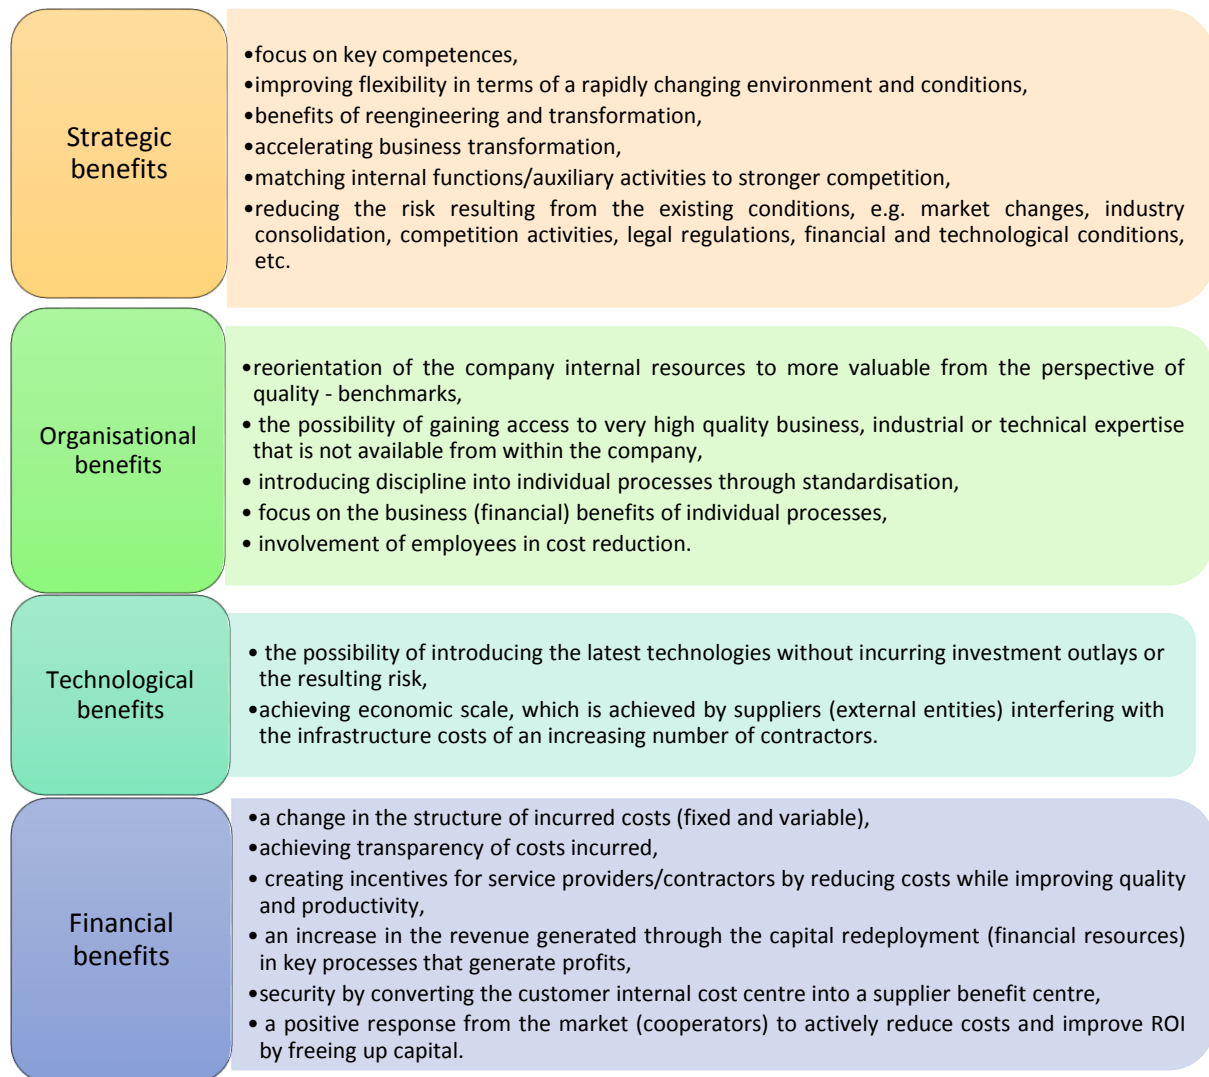 Strategic
benefits
•focus on key competences,
•improving flexibility in terms of a rapidly changing environment and conditions,
•benefits of reengineering and transformation,
•accelerating business transformation,
•matching internal functions/auxiliary activities to stronger competition,
•reducing the risk resulting from the existing conditions, e.g. market changes, industry
consolidation, competition activities, legal regulations, financial and technological conditions,
etc.
Organisational
benefits
•reorientation of the company internal resources to more valuable from the perspective of
quality - benchmarks,
• the possibility of gaining access to very high quality business, industrial or technical expertise
that is not available from within the company,
• introducing discipline into individual processes through standardisation,
• focus on the business (financial) benefits of individual processes,
• involvement of employees in cost reduction.
Technological
benefits
• the possibility of introducing the latest technologies without incurring investment outlays or
the resulting risk,
•achieving economic scale, which is achieved by suppliers (external entities) interfering with
the infrastructure costs of an increasing number of contractors.
Financial
benefits
•a change in the structure of incurred costs (fixed and variable),
•achieving transparency of costs incurred,
• creating incentives for service providers/contractors by reducing costs while improving quality
and productivity,
• an increase in the revenue generated through the capital redeployment (financial resources)
in key processes that generate profits,
•security by converting the customer internal cost centre into a supplier benefit centre,
• a positive response from the market (cooperators) to actively reduce costs and improve ROI
by freeing up capital.